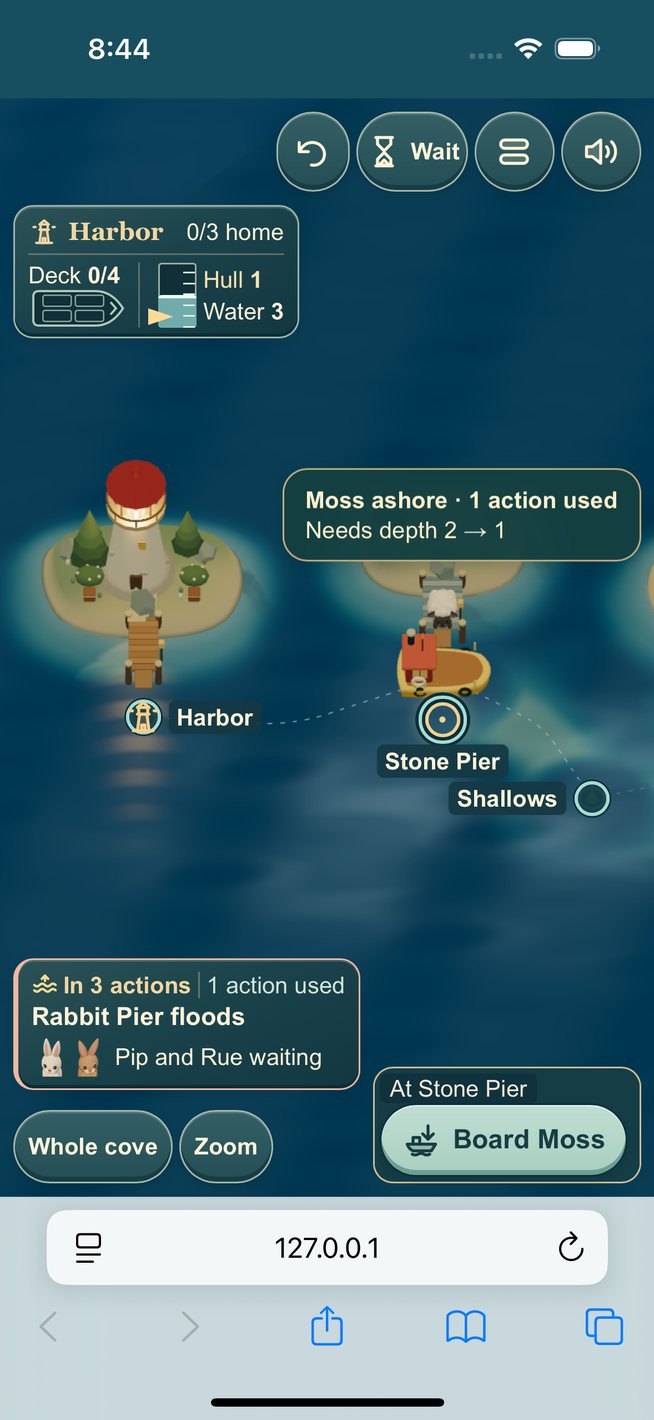 8:44
Wait
Harbor 0/3 home
Deck 0/4
Hull 1
Water 3
Moss ashore · 1 action used
Needs depth 2 → 1
Harbor
Stone Pier
Shallows
In 3 actions 1 action used
Rabbit Pier floods
Pip and Rue waiting
At Stone Pier
Board Moss
Whole cove
Zoom
127.0.0.1